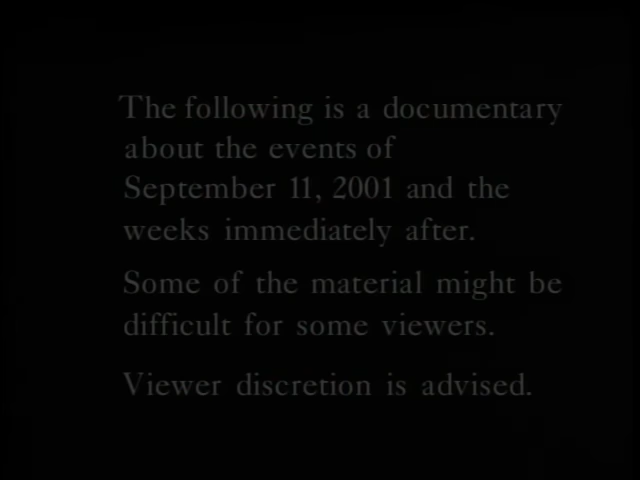 The following is a documentary
about the events of
September 11, 2001 and the
weeks immediately after.
Some of the material might be
difficult for some viewers.
Viewer discretion is advised.